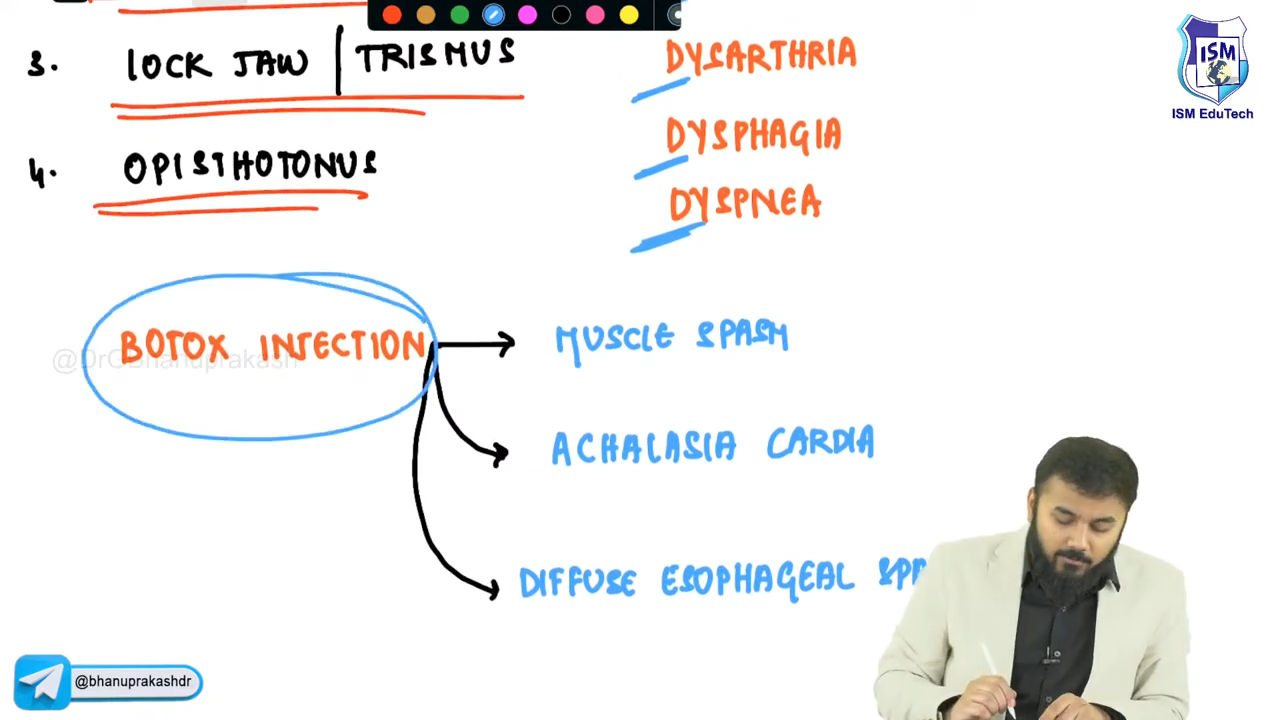 3. LOCK JAW | TRISMUS
4. OPISTHOTONUS
DYSARTHRIA
DYSPHAGIA
DYSPNEA
BOTOX INJECTION
@DrGBhanuprakash
MUSCLE SPASM
ACHALASIA CARDIA
DIFFUSE ESOPHAGEAL
ISM
ISM EduTech
@bhanuprakashdr